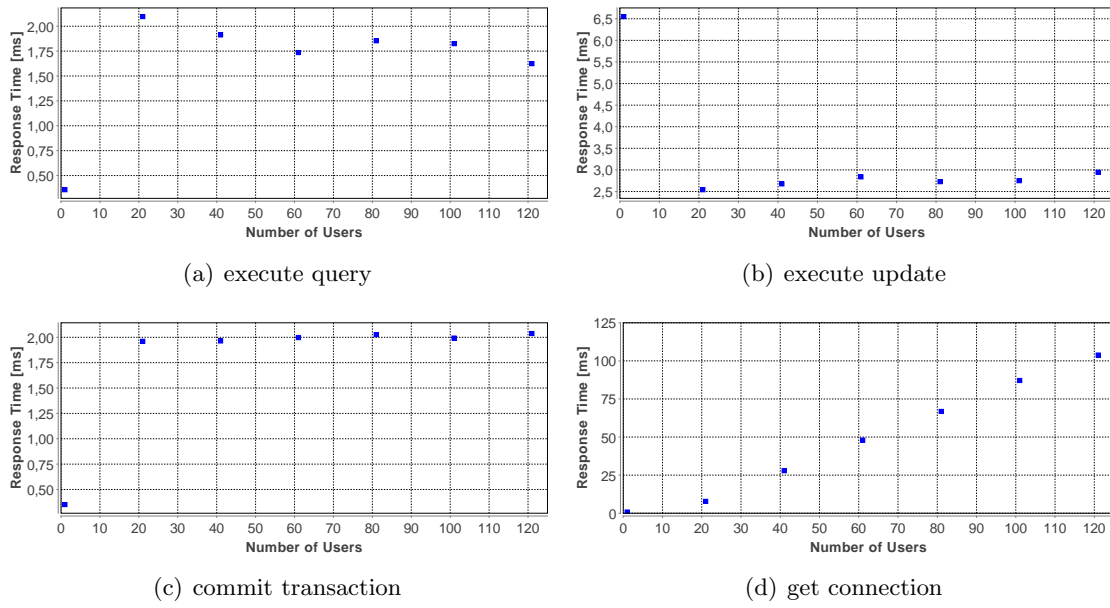 2,00
1,75
1,50
1,25
1,00
0,75
0,50
Response Time [ms]
0 10 20 30 40 50 60 70 80 90 100 110 120
Number of Users
(a) execute query
6,5
6,0
5,5
5,0
4,5
4,0
3,5
3,0
2,5
Response Time [ms]
0 10 20 30 40 50 60 70 80 90 100 110 120
Number of Users
(b) execute update
2,00
1,75
1,50
1,25
1,00
0,75
0,50
Response Time [ms]
0 10 20 30 40 50 60 70 80 90 100 110 120
Number of Users
(c) commit transaction
125
100
75
50
25
0
Response Time [ms]
0 10 20 30 40 50 60 70 80 90 100 110 120
Number of Users
(d) get connection